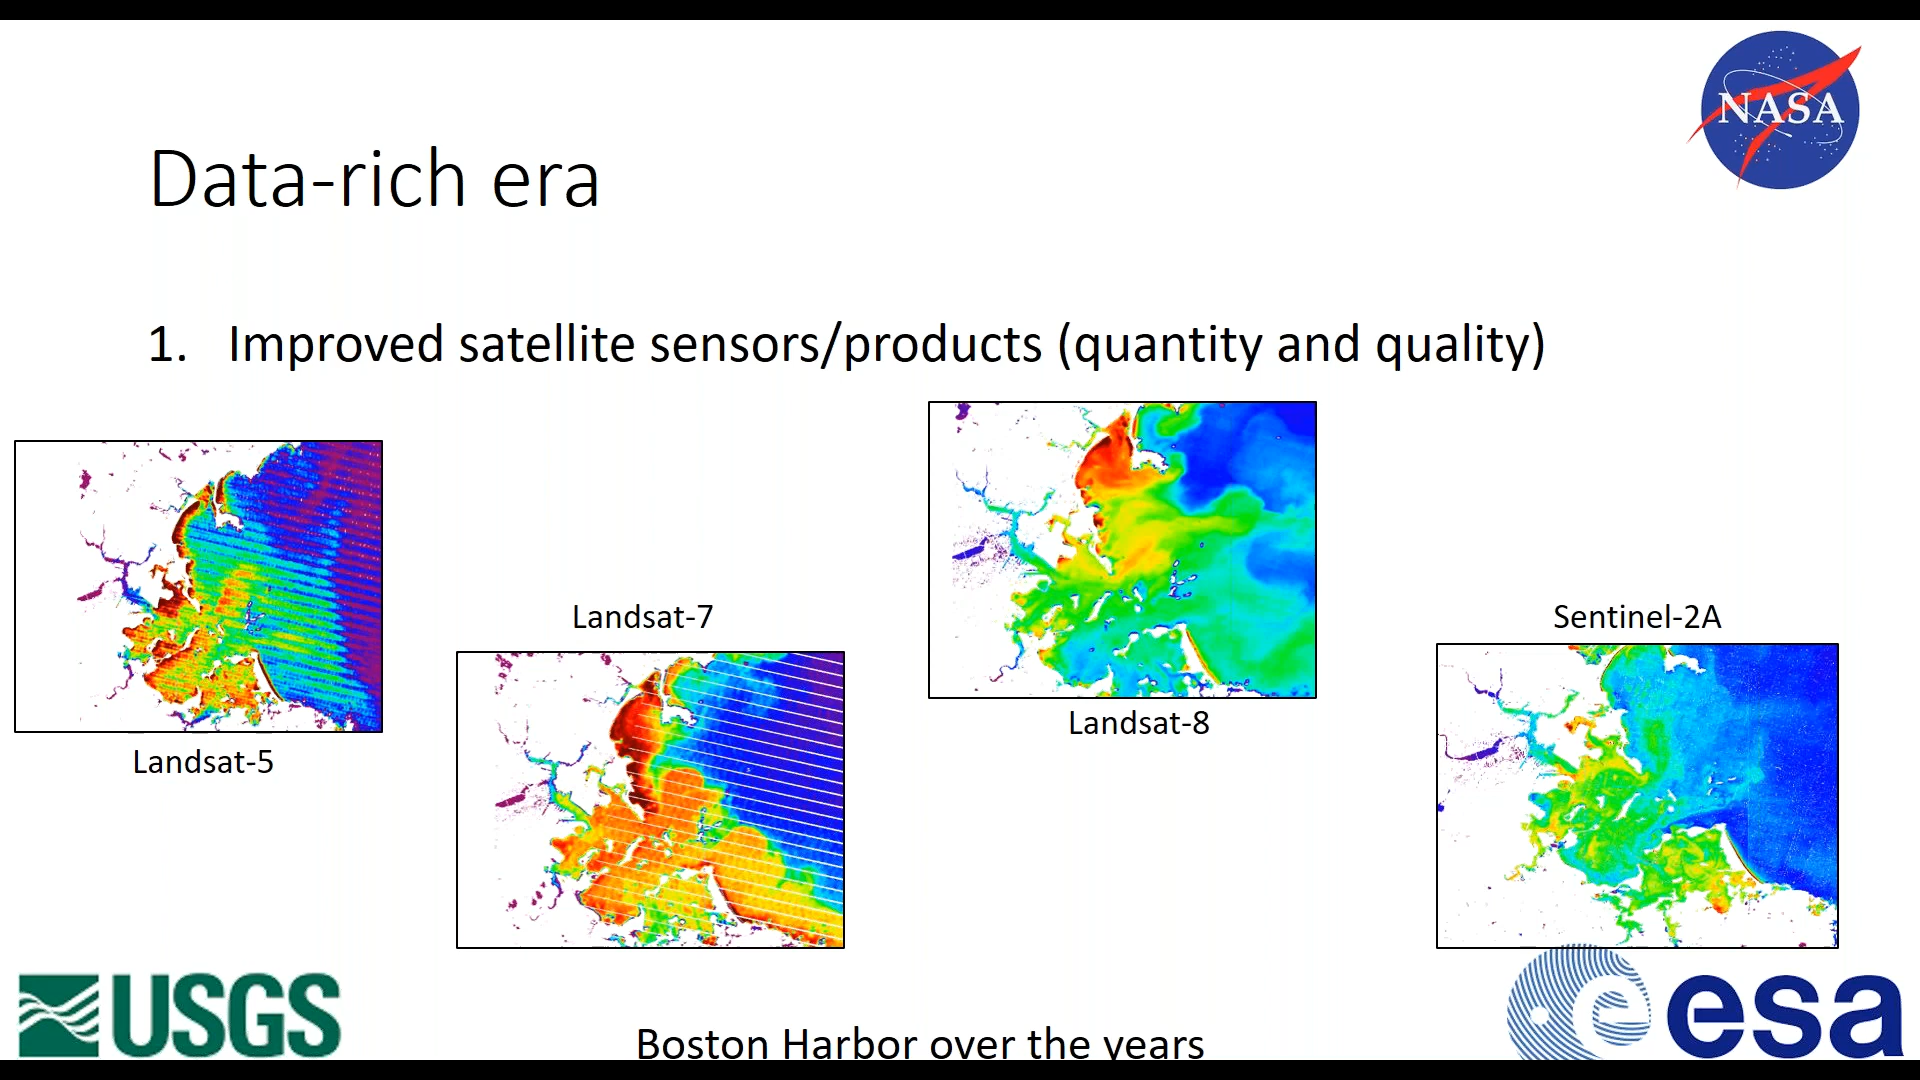 NASA
Data-rich era
1. Improved satellite sensors/products (quantity and quality)
Landsat-5
Landsat-7
Landsat-8
Sentinel-2A
USGS
Boston Harbor over the years
esa